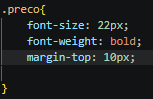 .preco{
    font-size: 22px;
    font-weight: bold;
    margin-top: 10px;
}